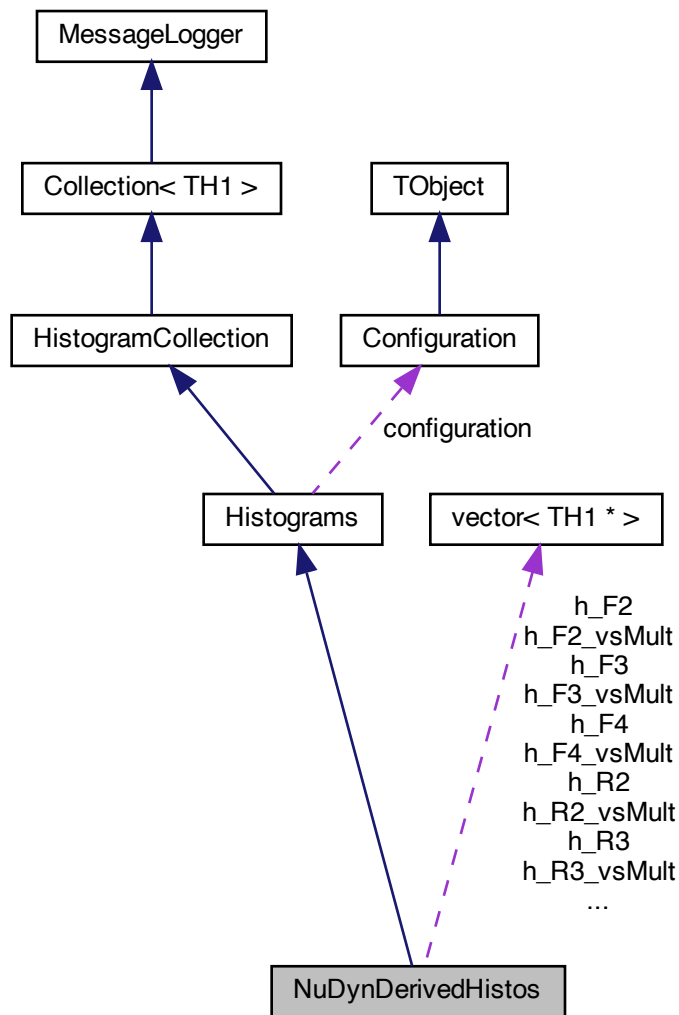 MessageLogger
Collection< TH1 >
TObject
HistogramCollection
Configuration
configuration
Histograms
vector< TH1 * >
h_F2
h_F2_vsMult
h_F3
h_F3_vsMult
h_F4
h_F4_vsMult
h_R2
h_R2_vsMult
h_R3
h_R3_vsMult
...
NuDynDerivedHistos